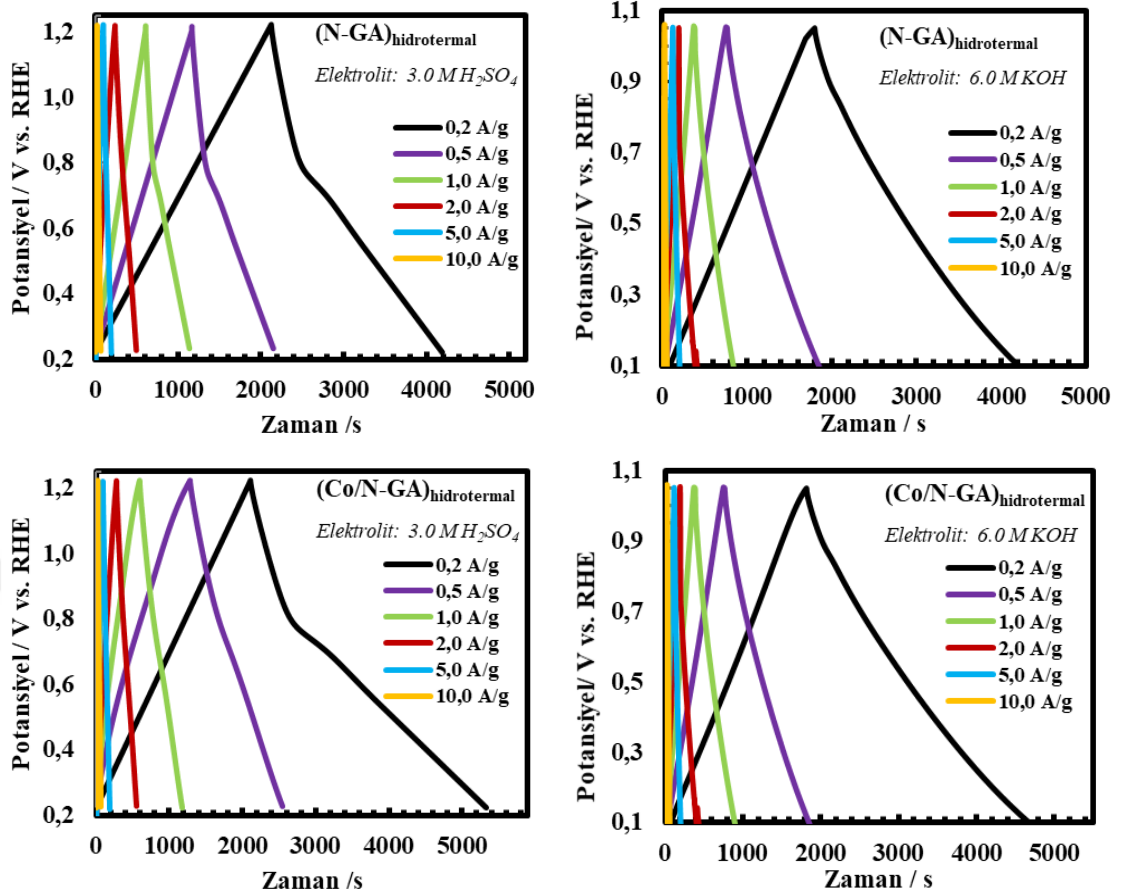 (N-GA)hidrotermal
Elektrolit: 3.0 M H2SO4
0,2 A/g
0,5 A/g
1,0 A/g
2,0 A/g
5,0 A/g
10,0 A/g
Potansiyel / V vs. RHE
1,2
1,0
0,8
0,6
0,4
0,2
0 1000 2000 3000 4000 5000
Zaman /s
(N-GA)hidrotermal
Elektrolit: 6.0 M KOH
0,2 A/g
0,5 A/g
1,0 A/g
2,0 A/g
5,0 A/g
10,0 A/g
Potansiyel/ V vs. RHE
1,1
0,9
0,7
0,5
0,3
0,1
0 1000 2000 3000 4000 5000
Zaman / s
(Co/N-GA)hidrotermal
Elektrolit: 3.0 M H2SO4
0,2 A/g
0,5 A/g
1,0 A/g
2,0 A/g
5,0 A/g
10,0 A/g
Potansiyel / V vs. RHE
1,2
1,0
0,8
0,6
0,4
0,2
0 1000 2000 3000 4000 5000
Zaman /s
(Co/N-GA)hidrotermal
Elektrolit: 6.0 M KOH
0,2 A/g
0,5 A/g
1,0 A/g
2,0 A/g
5,0 A/g
10,0 A/g
Potansiyel/ V vs. RHE
1,1
0,9
0,7
0,5
0,3
0,1
0 1000 2000 3000 4000 5000
Zaman / s